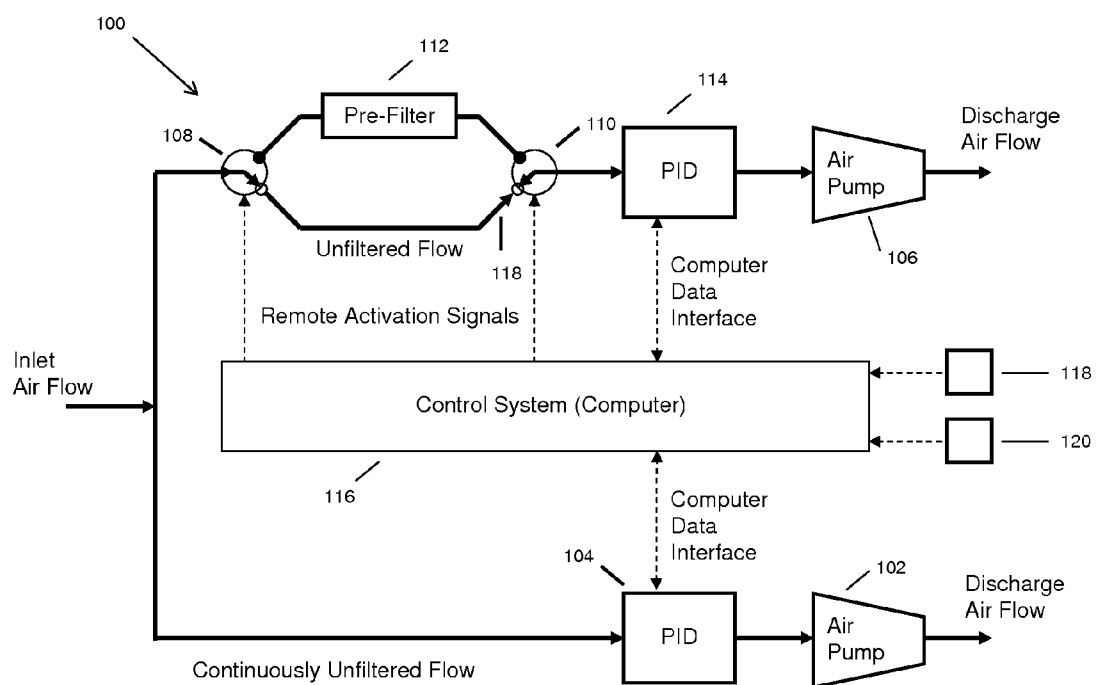 100
112
114
Pre-Filter
108
110
Discharge
Air Flow
PID
Air
Pump
Unfiltered Flow
118
106
Computer
Data
Interface
Remote Activation Signals
Inlet
Air Flow
118
Control System (Computer)
120
116
Computer
Data
Interface
104
102
Discharge
Air Flow
PID
Air
Pump
Continuously Unfiltered Flow